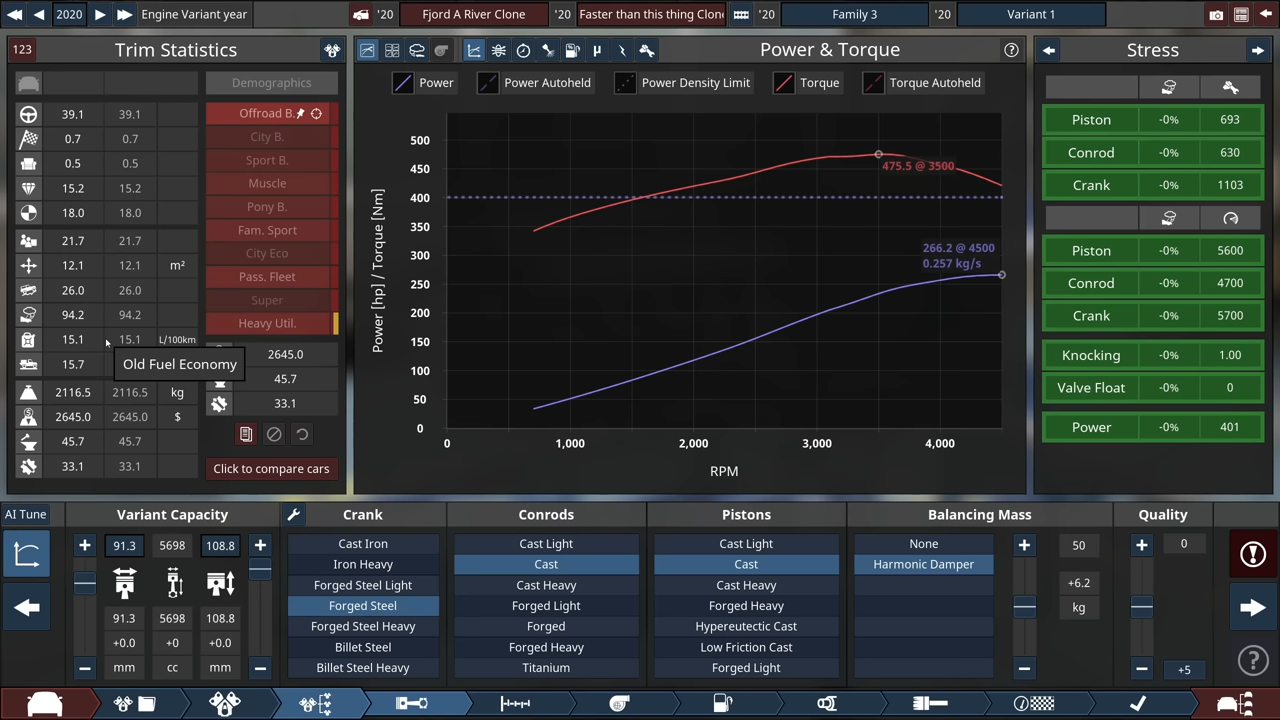 2020 Engine Variant year '20 Fjord A River Clone '20 Faster than this thing Clone '20 Family 3 '20 Variant 1
123 Trim Statistics
Demographics
39.1 39.1
0.7 0.7
0.5 0.5
15.2 15.2
18.0 18.0
21.7 21.7
12.1 12.1 m²
26.0 26.0
94.2 94.2
15.1 15.1 L/100km
15.7
2116.5 2116.5 kg
2645.0 2645.0 $
45.7 45.7
33.1 33.1
Old Fuel Economy
Offroad B.
City B.
Sport B.
Muscle
Pony B.
Fam. Sport
City Eco
Pass. Fleet
Super
Heavy Util.
2645.0
45.7
33.1
Click to compare cars
Power & Torque
Power Power Autoheld Power Density Limit Torque Torque Autoheld
Power [hp] / Torque [Nm]
500
450
400
350
300
250
200
150
100
50
0
475.5 @ 3500
266.2 @ 4500
0.257 kg/s
0 1,000 2,000 3,000 4,000
RPM
Stress
Piston -0% 693
Conrod -0% 630
Crank -0% 1103
Piston -0% 5600
Conrod -0% 4700
Crank -0% 5700
Knocking -0% 1.00
Valve Float -0% 0
Power -0% 401
AI Tune
Variant Capacity
91.3 5698 108.8
91.3 5698 108.8
+0.0 +0 +0.0
mm cc mm
Crank
Cast Iron
Iron Heavy
Forged Steel Light
Forged Steel
Forged Steel Heavy
Billet Steel
Billet Steel Heavy
Conrods
Cast Light
Cast
Cast Heavy
Forged Light
Forged
Forged Heavy
Titanium
Pistons
Cast Light
Cast
Cast Heavy
Forged Heavy
Hypereutectic Cast
Low Friction Cast
Forged Light
Balancing Mass
None
Harmonic Damper
50
+6.2
kg
Quality
0
+5